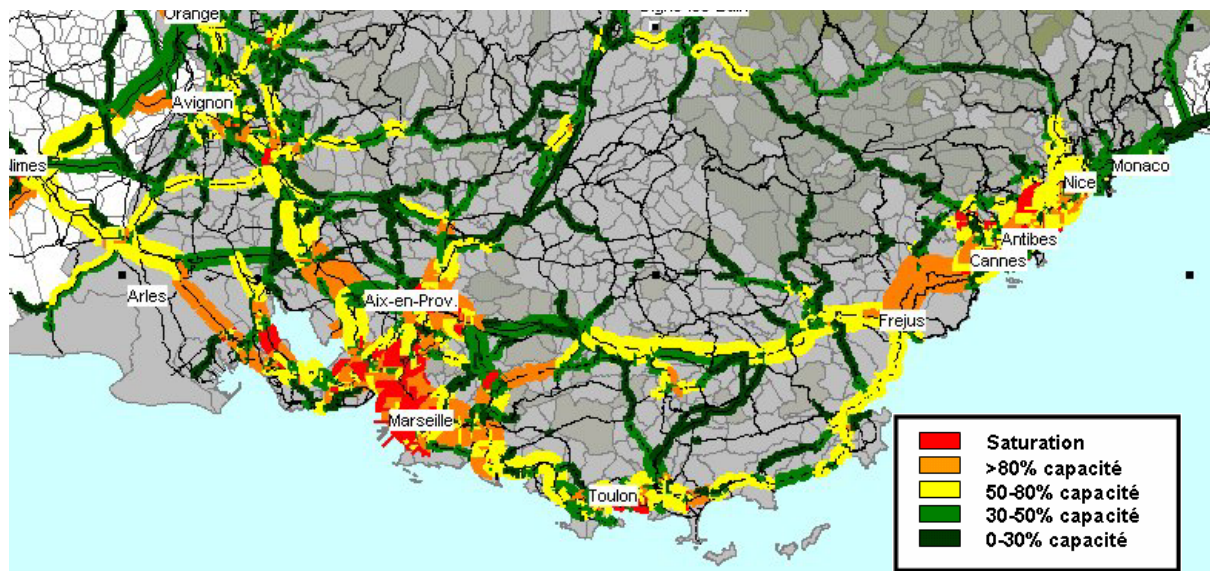 Orange
Avignon
Nimes
Monaco
Nice
Antibes
Cannes
Arles
Aix-en-Prov.
Frejus
Marseille
Toulon
Saturation
>80% capacité
50-80% capacité
30-50% capacité
0-30% capacité